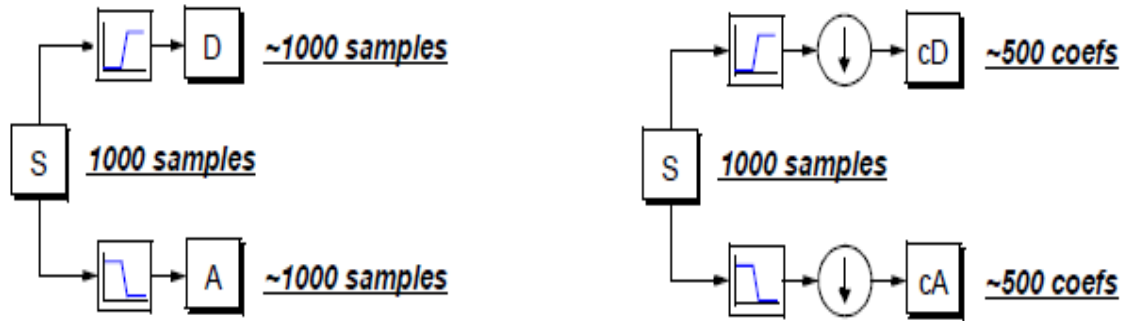 D ~1000 samples
S 1000 samples
A ~1000 samples
cD ~500 coefs
S 1000 samples
cA ~500 coefs